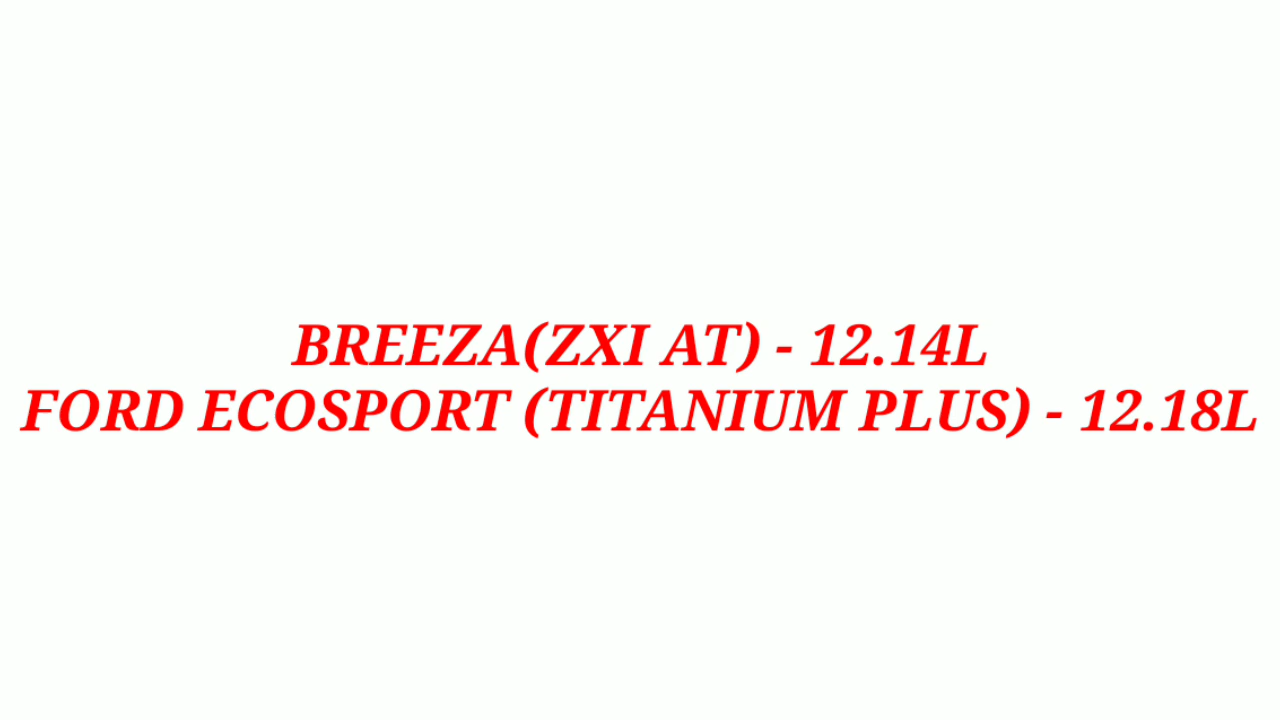 BREEZA(ZXI AT) - 12.14L
FORD ECOSPORT (TITANIUM PLUS) - 12.18L